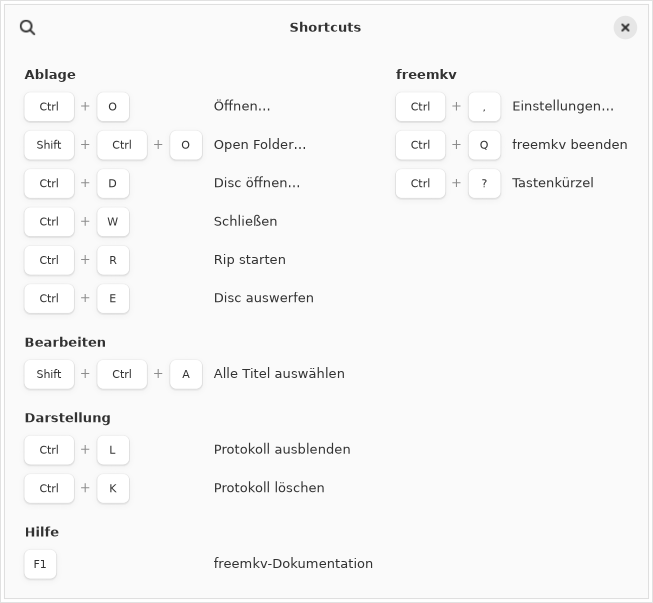 Shortcuts
Ablage
Ctrl + O Öffnen…
Shift + Ctrl + O Open Folder…
Ctrl + D Disc öffnen…
Ctrl + W Schließen
Ctrl + R Rip starten
Ctrl + E Disc auswerfen
Bearbeiten
Shift + Ctrl + A Alle Titel auswählen
Darstellung
Ctrl + L Protokoll ausblenden
Ctrl + K Protokoll löschen
Hilfe
F1 freemkv-Dokumentation
freemkv
Ctrl + , Einstellungen…
Ctrl + Q freemkv beenden
Ctrl + ? Tastenkürzel